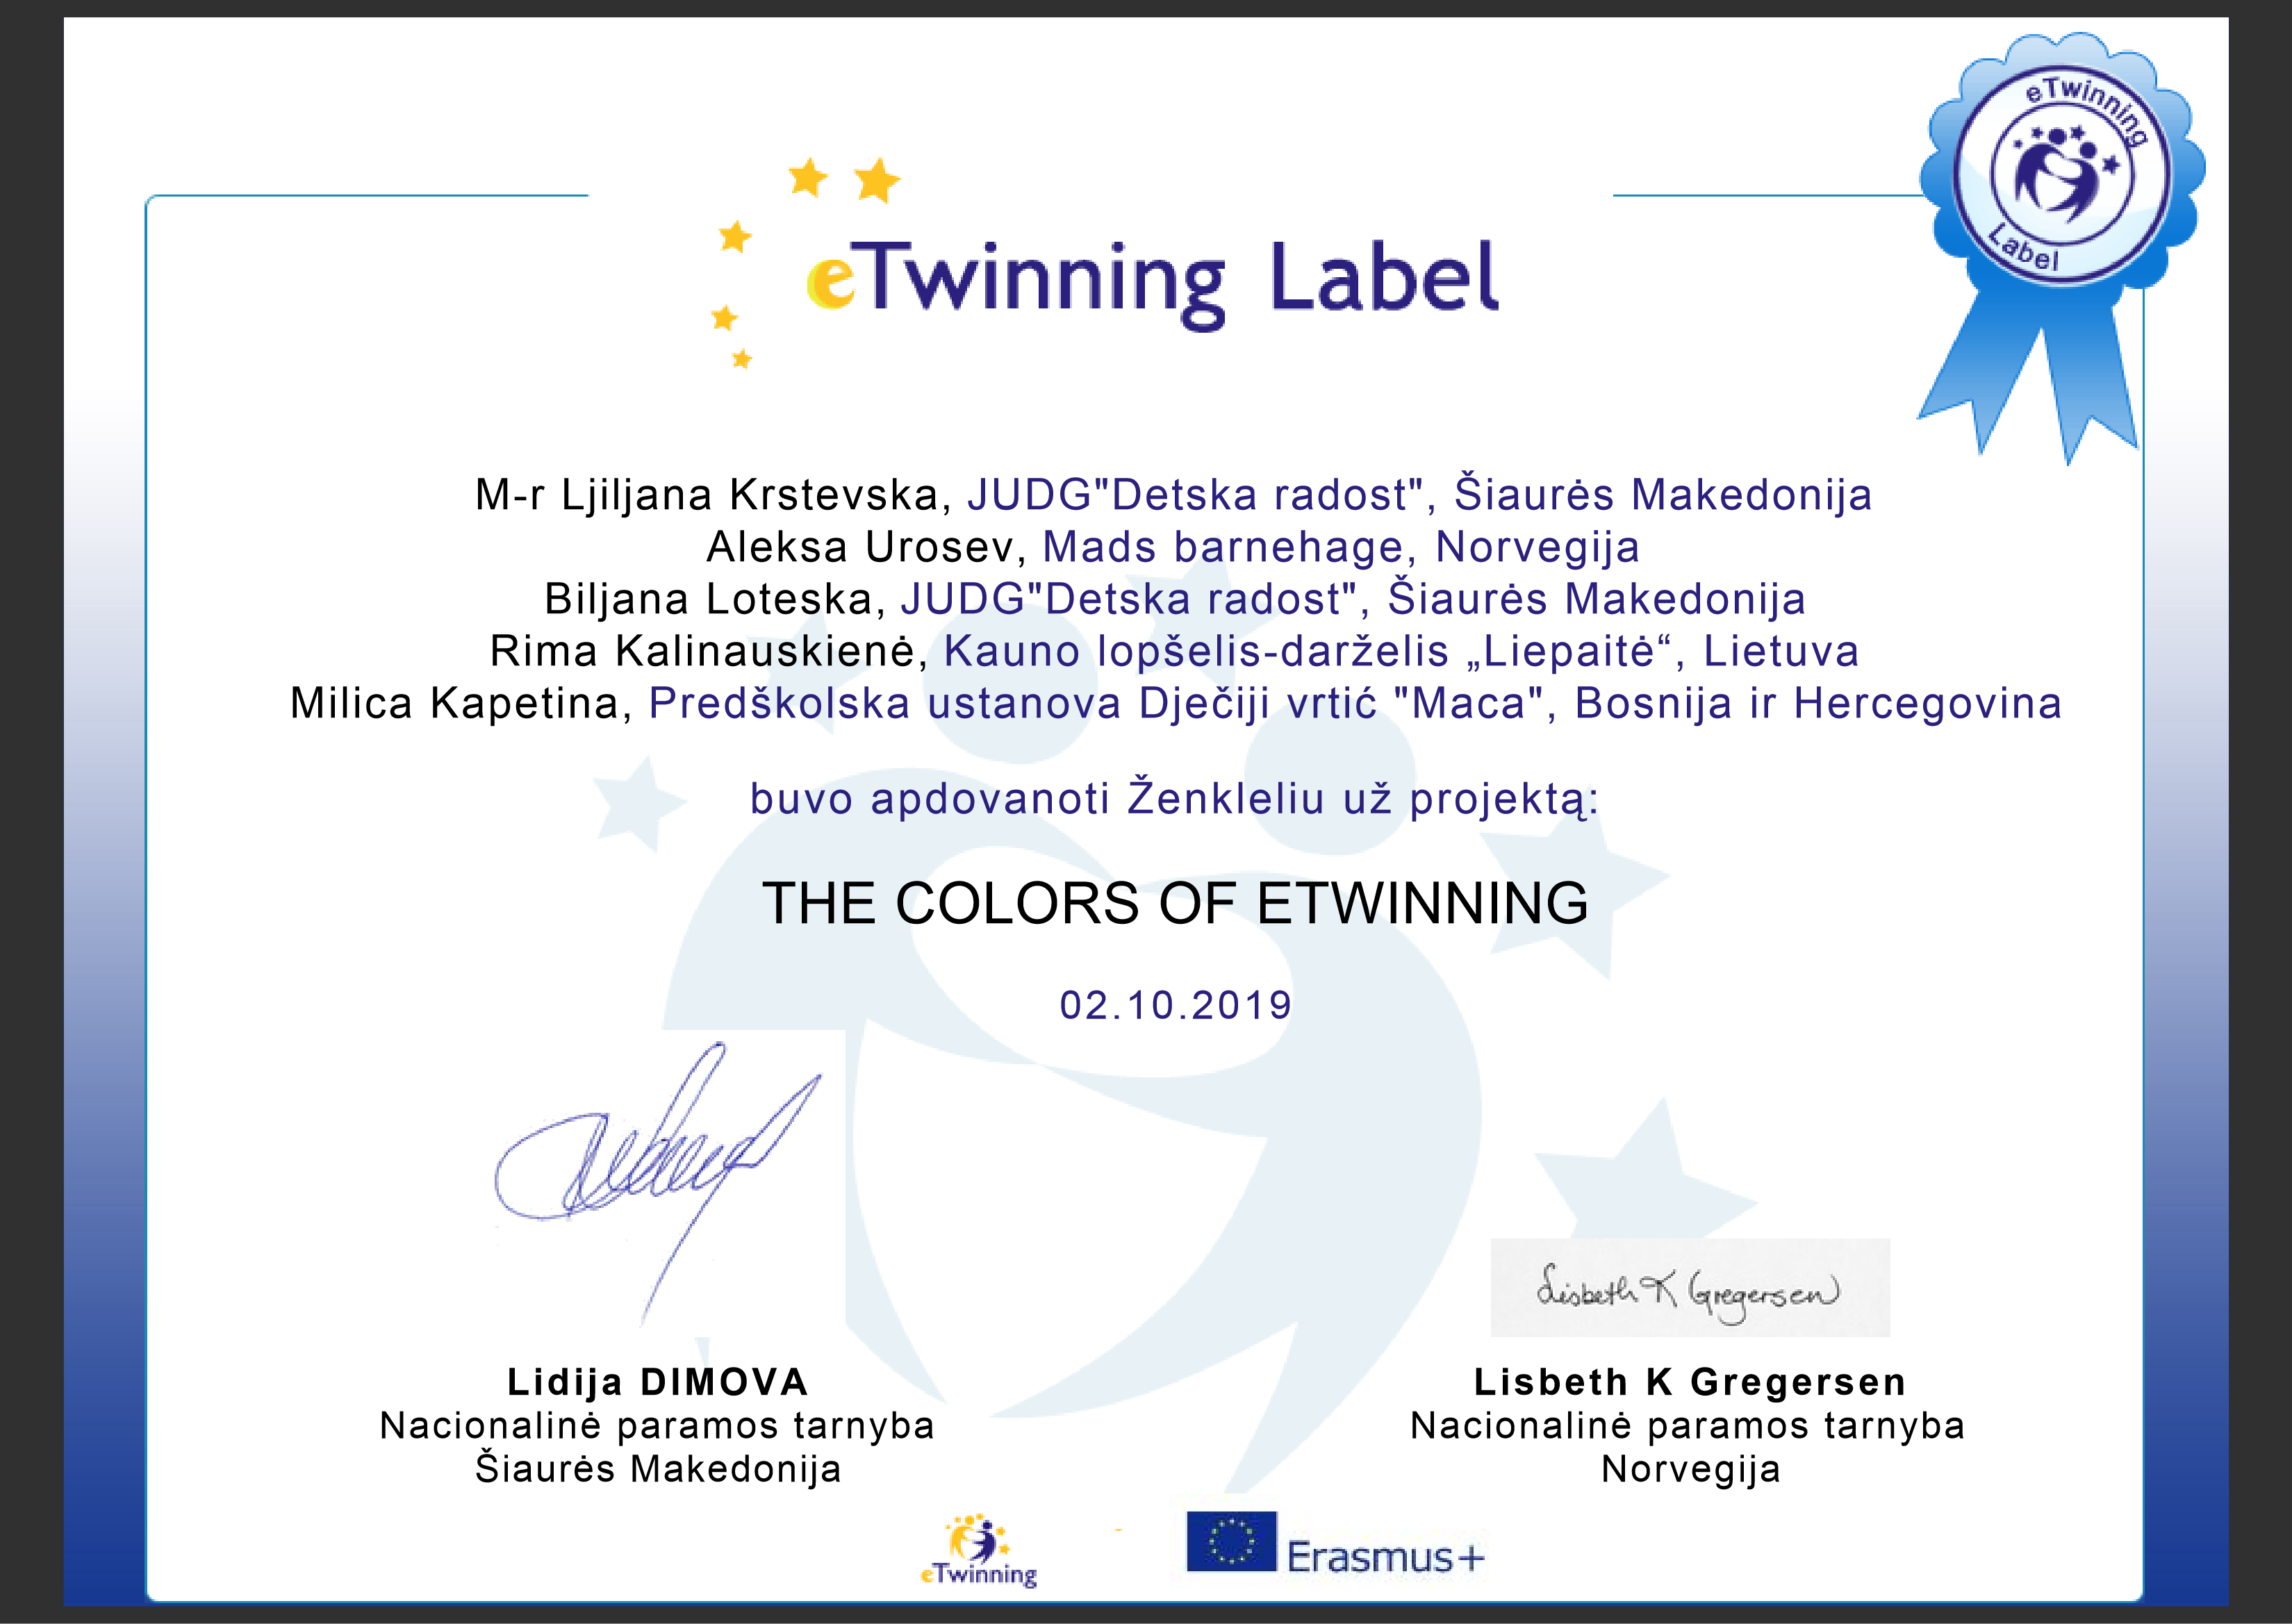 eTwinning
Label
eTwinning Label
M-r Ljiljana Krstevska, JUDG"Detska radost", Šiaurės Makedonija
Aleksa Urosev, Mads barnehage, Norvegija
Biljana Loteska, JUDG"Detska radost", Šiaurės Makedonija
Rima Kalinauskienė, Kauno lopšelis-darželis „Liepaitė“, Lietuva
Milica Kapetina, Predškolska ustanova Dječiji vrtić "Maca", Bosnija ir Hercegovina
buvo apdovanoti Ženkleliu už projektą:
THE COLORS OF ETWINNING
02.10.2019
Lisbeth K Gregersen
Lidija DIMOVA
Nacionalinė paramos tarnyba
Šiaurės Makedonija
Lisbeth K Gregersen
Nacionalinė paramos tarnyba
Norvegija
eTwinning
Erasmus+